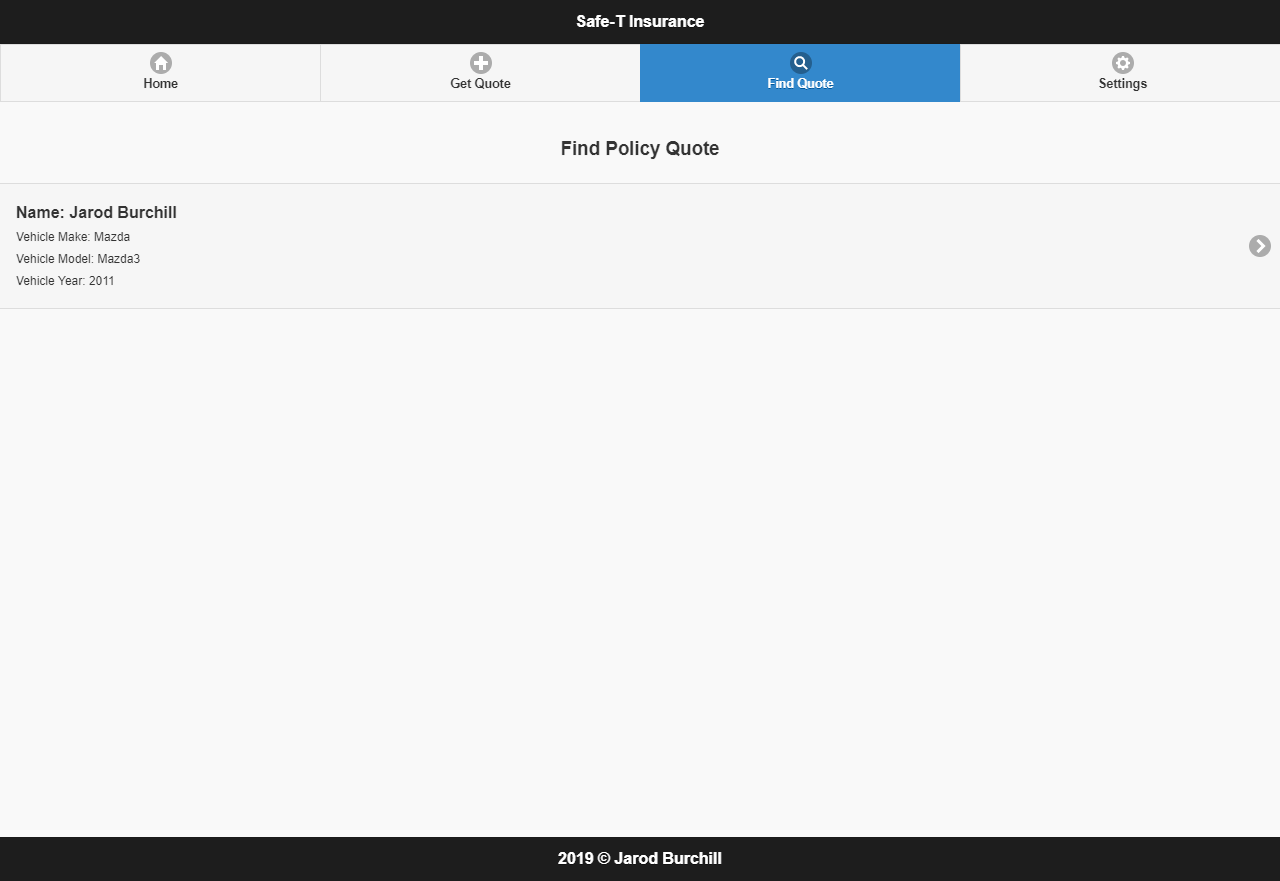 Safe-T Insurance
Home
Get Quote
Find Quote
Settings
Find Policy Quote
Name: Jarod Burchill
Vehicle Make: Mazda
Vehicle Model: Mazda3
Vehicle Year: 2011
2019 © Jarod Burchill